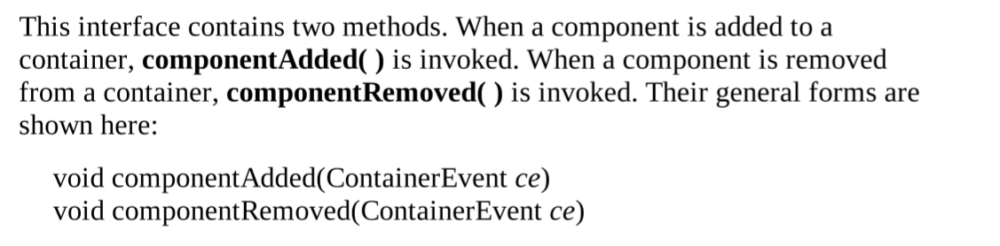 This interface contains two methods. When a component is added to a
container, componentAdded( ) is invoked. When a component is removed
from a container, componentRemoved( ) is invoked. Their general forms are
shown here:
void componentAdded(ContainerEvent ce)
void componentRemoved(ContainerEvent ce)